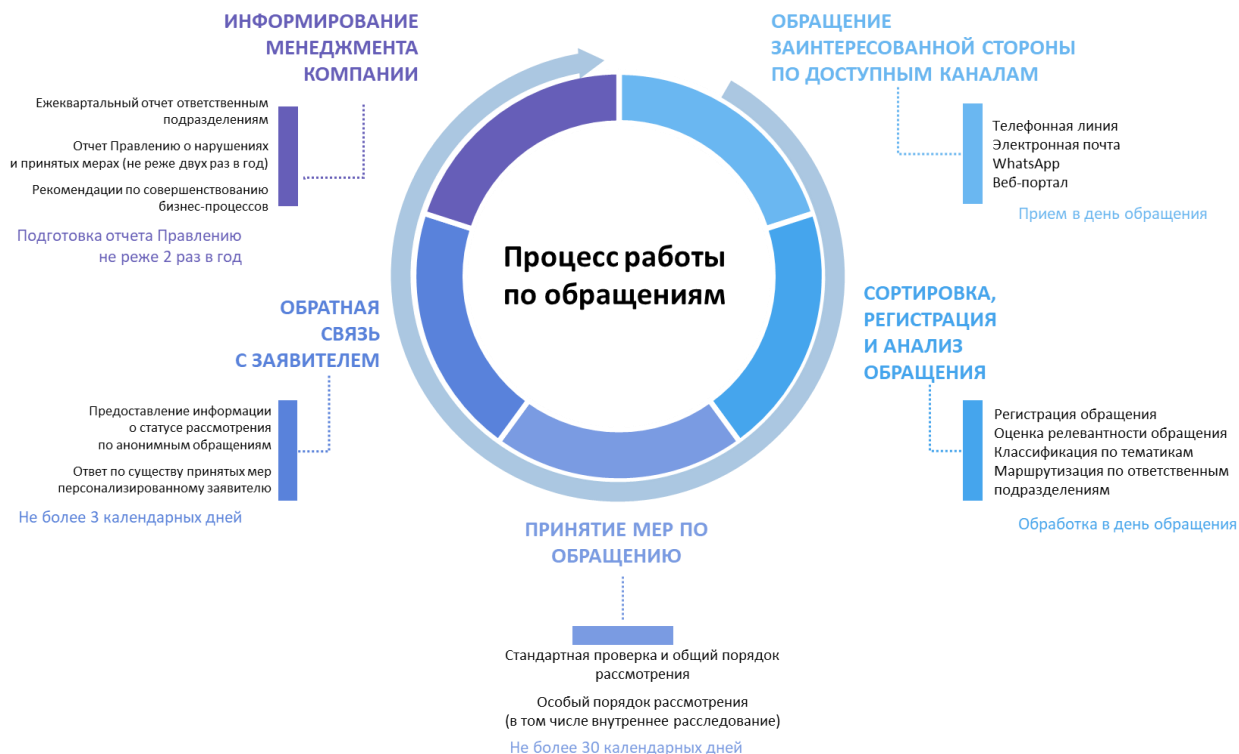 Процесс работы
по обращениям
ОБРАЩЕНИЕ
ЗАИНТЕРЕСОВАННОЙ СТОРОНЫ
ПО ДОСТУПНЫМ КАНАЛАМ
Телефонная линия
Электронная почта
WhatsApp
Веб-портал
Прием в день обращения
СОРТИРОВКА,
РЕГИСТРАЦИЯ
И АНАЛИЗ
ОБРАЩЕНИЯ
Регистрация обращения
Оценка релевантности обращения
Классификация по тематикам
Маршрутизация по ответственным
подразделениям
Обработка в день обращения
ПРИНЯТИЕ МЕР ПО
ОБРАЩЕНИЮ
Стандартная проверка и общий порядок
рассмотрения
Особый порядок рассмотрения
(в том числе внутреннее расследование)
Не более 30 календарных дней
ОБРАТНАЯ
СВЯЗЬ
С ЗАЯВИТЕЛЕМ
Предоставление информации
о статусе рассмотрения
по анонимным обращениям
Ответ по существу принятых мер
персонализированному заявителю
Не более 3 календарных дней
ИНФОРМИРОВАНИЕ
МЕНЕДЖМЕНТА
КОМПАНИИ
Ежеквартальный отчет ответственным
подразделениям
Отчет Правлению о нарушениях
и принятых мерах (не реже двух раз в год)
Рекомендации по совершенствованию
бизнес-процессов
Подготовка отчета Правлению
не реже 2 раз в год